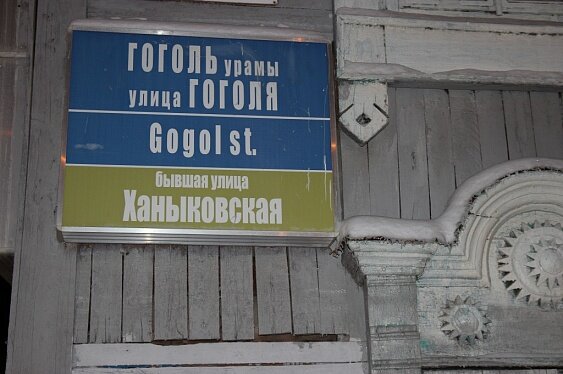 ГОГОЛЬ урамы
улица ГОГОЛЯ
Gogol st.
бывшая улица
Ханыковская